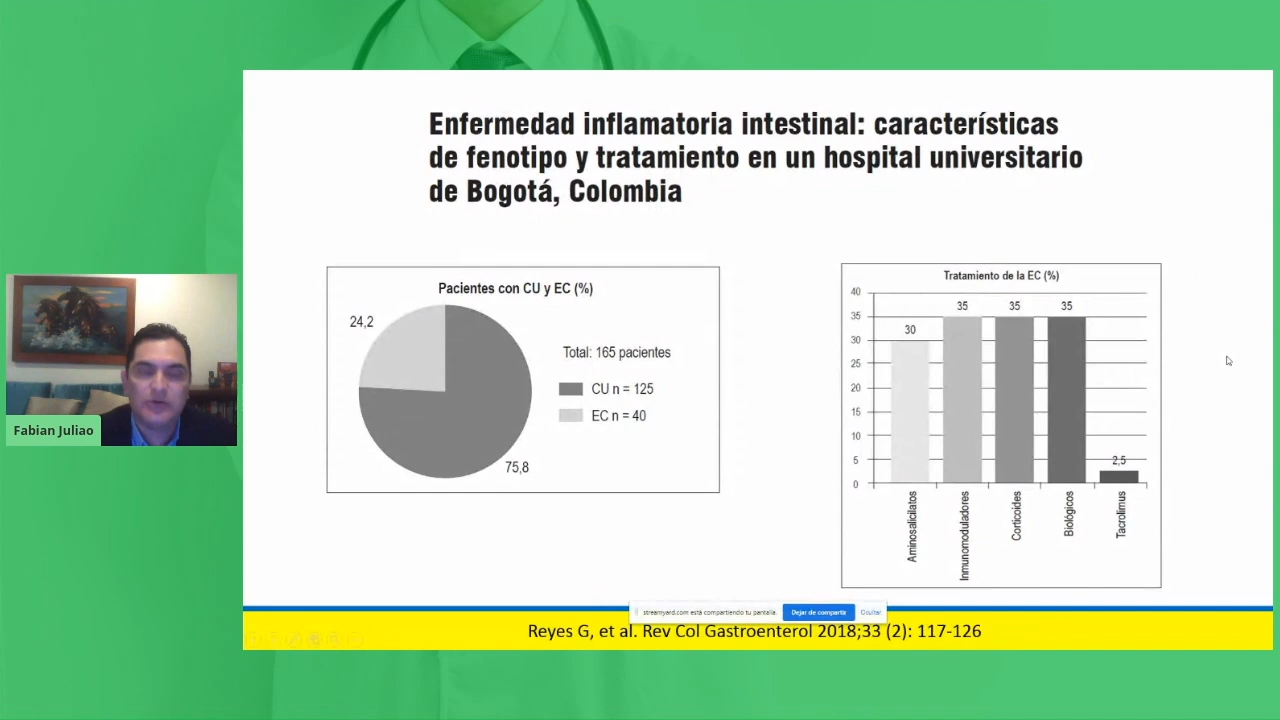 Enfermedad inflamatoria intestinal: características
de fenotipo y tratamiento en un hospital universitario
de Bogotá, Colombia
Pacientes con CU y EC (%)
24,2
75,8
Total: 165 pacientes
CU n = 125
EC n = 40
Tratamiento de la EC (%)
40
35
30
25
20
15
10
5
0
30
35
35
35
2,5
Aminosalicilatos
Inmunomoduladores
Corticoides
Biológicos
Tacrolimus
Fabian Juliao
streamyard.com está compartiendo tu pantalla.
Dejar de compartir
Ocultar
Reyes G, et al. Rev Col Gastroenterol 2018;33 (2): 117-126